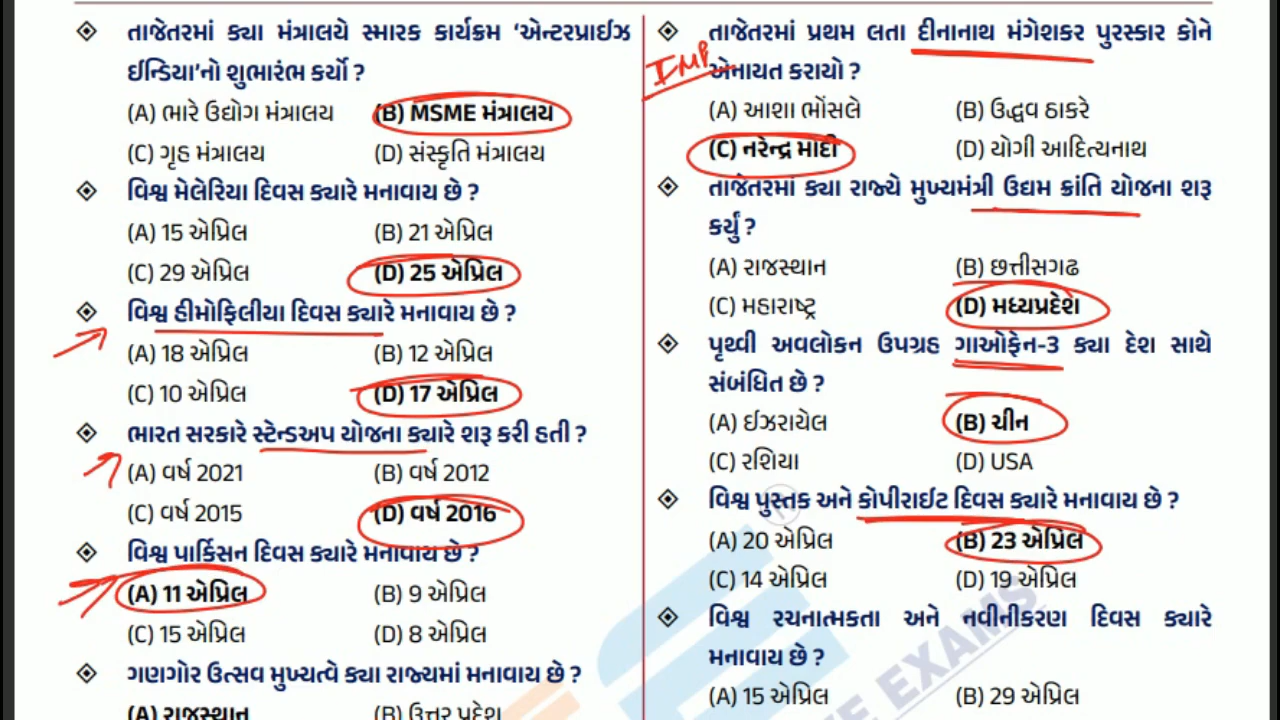 તાજેતરમાં ક્યા મંત્રાલયે સ્મારક કાર્યક્રમ ‘એન્ટરપ્રાઈઝ
ઈન્ડિયા’નો શુભારંભ કર્યો ?
(A) ભારે ઉદ્યોગ મંત્રાલય (B) MSME મંત્રાલય
(C) ગૃહ મંત્રાલય (D) સંસ્કૃતિ મંત્રાલય
વિશ્વ મેલેરિયા દિવસ ક્યારે મનાવાય છે ?
(A) 15 એપ્રિલ (B) 21 એપ્રિલ
(C) 29 એપ્રિલ (D) 25 એપ્રિલ
વિશ્વ હીમોફિલીયા દિવસ ક્યારે મનાવાય છે ?
(A) 18 એપ્રિલ (B) 12 એપ્રિલ
(C) 10 એપ્રિલ (D) 17 એપ્રિલ
ભારત સરકારે સ્ટેન્ડઅપ યોજના ક્યારે શરૂ કરી હતી ?
(A) વર્ષ 2021 (B) વર્ષ 2012
(C) વર્ષ 2015 (D) વર્ષ 2016
વિશ્વ પાર્કિસન દિવસ ક્યારે મનાવાય છે ?
(A) 11 એપ્રિલ (B) 9 એપ્રિલ
(C) 15 એપ્રિલ (D) 8 એપ્રિલ
ગણગોર ઉત્સવ મુખ્યત્વે ક્યા રાજ્યમાં મનાવાય છે ?
(A) રાજસ્થાન (B) ઉત્તર પ્રદેશ
IMP
તાજેતરમાં પ્રથમ લતા દીનાનાથ મંગેશકર પુરસ્કાર કોને
એનાયત કરાયો ?
(A) આશા ભોંસલે (B) ઉદ્ધવ ઠાકરે
(C) નરેન્દ્ર માદી (D) યોગી આદિત્યનાથ
તાજેતરમાં ક્યા રાજ્યે મુખ્યમંત્રી ઉદ્યમ ક્રાંતિ યોજના શરૂ
કર્યું ?
(A) રાજસ્થાન (B) છત્તીસગઢ
(C) મહારાષ્ટ્ર (D) મધ્યપ્રદેશ
પૃથ્વી અવલોકન ઉપગ્રહ ગાઓફેન-3 ક્યા દેશ સાથે
સંબંધિત છે ?
(A) ઈઝરાયેલ (B) ચીન
(C) રશિયા (D) USA
વિશ્વ પુસ્તક અને કોપીરાઈટ દિવસ ક્યારે મનાવાય છે ?
(A) 20 એપ્રિલ (B) 23 એપ્રિલ
(C) 14 એપ્રિલ (D) 19 એપ્રિલ
વિશ્વ રચનાત્મકતા અને નવીનીકરણ દિવસ ક્યારે
મનાવાય છે ?
(A) 15 એપ્રિલ (B) 29 એપ્રિલ
EXAMS